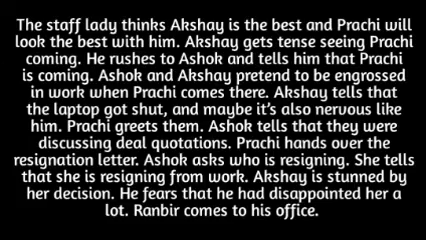 The staff lady thinks Akshay is the best and Prachi will
look the best with him. Akshay gets tense seeing Prachi
coming. He rushes to Ashok and tells him that Prachi
is coming. Ashok and Akshay pretend to be engrossed
in work when Prachi comes there. Akshay tells that
the laptop got shut, and maybe it's also nervous like
him. Prachi greets them. Ashok tells that they were
discussing deal quotations. Prachi hands over the
resignation letter. Ashok asks who is resigning. She tells
that she is resigning from work. Akshay is stunned by
her decision. He fears that he had disappointed her a
lot. Ranbir comes to his office.